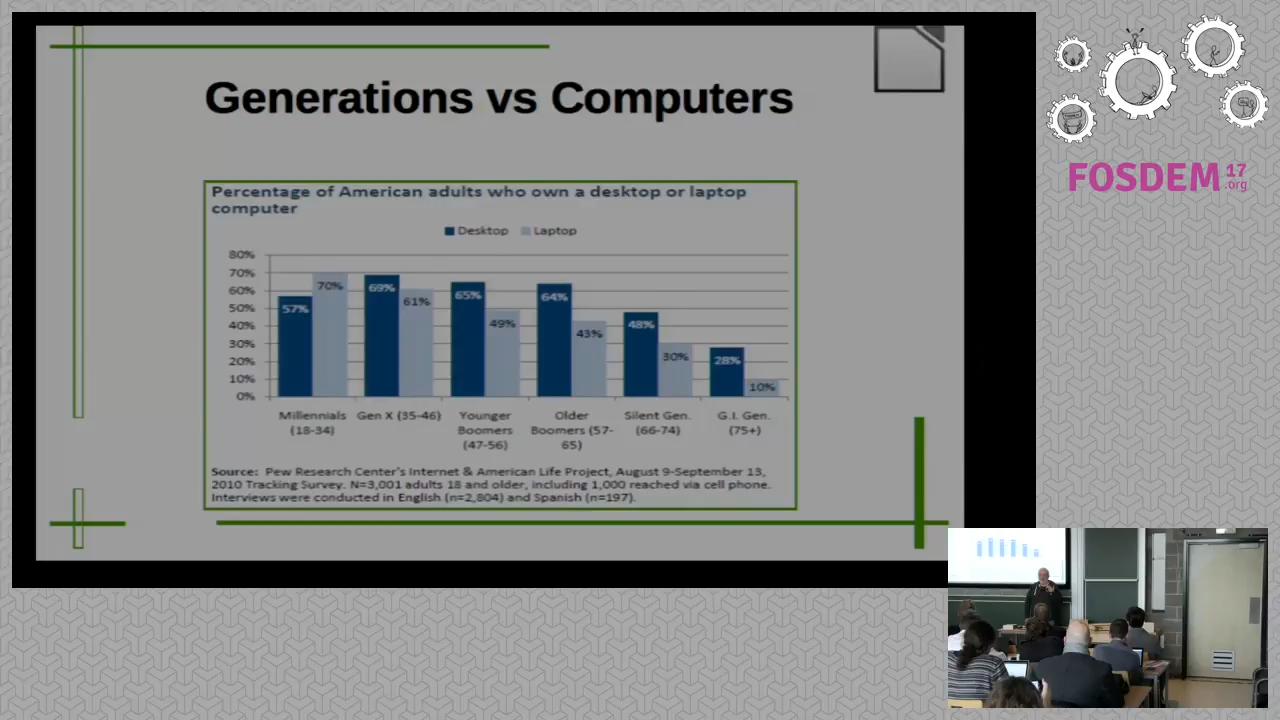 Generations vs Computers
Percentage of American adults who own a desktop or laptop
computer
Desktop Laptop
80%
70%
60%
50%
40%
30%
20%
10%
0%
57% 70% 69% 61% 65% 49% 64% 43% 48% 30% 28% 10%
Millennials
(18-34)
Gen X (35-46)
Younger
Boomers
(47-56)
Older
Boomers (57-
65)
Silent Gen.
(66-74)
G.I. Gen.
(75+)
Source: Pew Research Center's Internet & American Life Project, August 9-September 13,
2010 Tracking Survey. N=3,001 adults 18 and older, including 1,000 reached via cell phone.
Interviews were conducted in English (n=2,804) and Spanish (n=197).
FOSDEM 17
.org